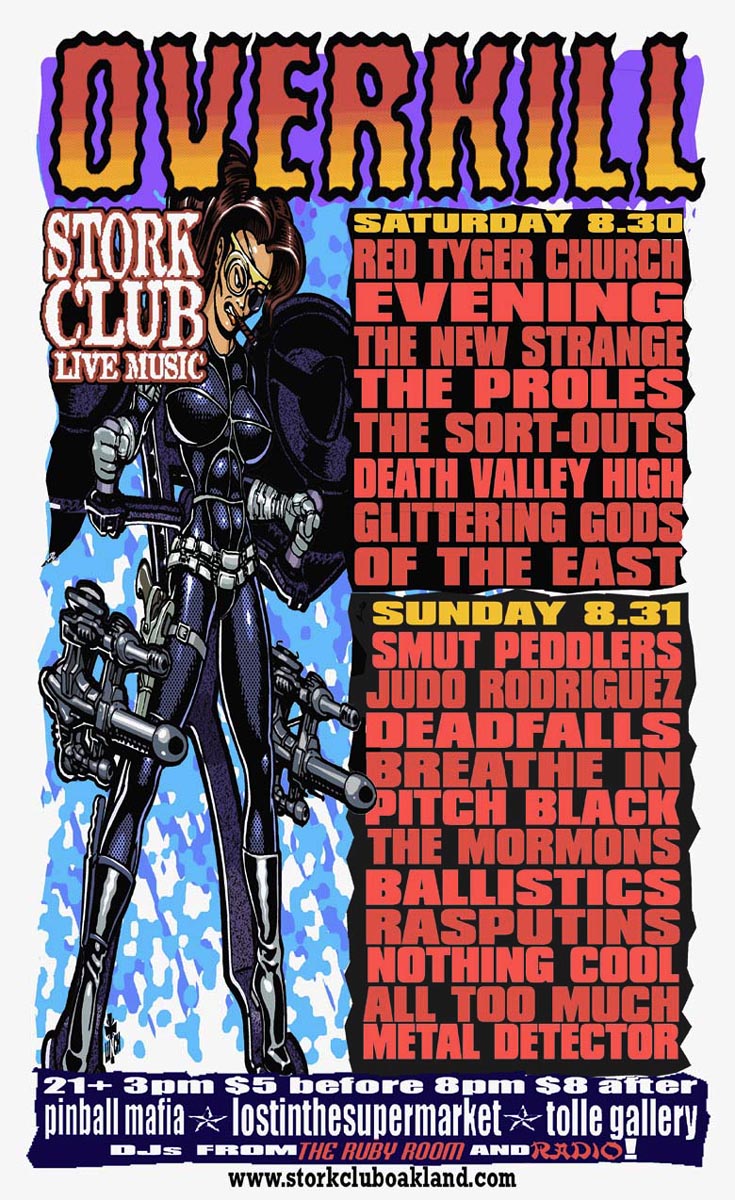 OVERKILL
STORK
CLUB
LIVE MUSIC
SATURDAY 8.30
RED TYGER CHURCH
EVENING
THE NEW STRANGE
THE PROLES
THE SORT-OUTS
DEATH VALLEY HIGH
GLITTERING GODS
OF THE EAST
SUNDAY 8.31
SMUT PEDDLERS
JUDO RODRIGUEZ
DEADFALLS
BREATHE IN
PITCH BLACK
THE MORMONS
BALLISTICS
RASPUTINS
NOTHING COOL
ALL TOO MUCH
METAL DETECTOR
21+ 3pm $5 before 8pm $8 after
pinball mafia lostinthesupermarket tolle gallery
DJs FROM THE RUBY ROOM AND RADIO!
www.storkcluboakland.com